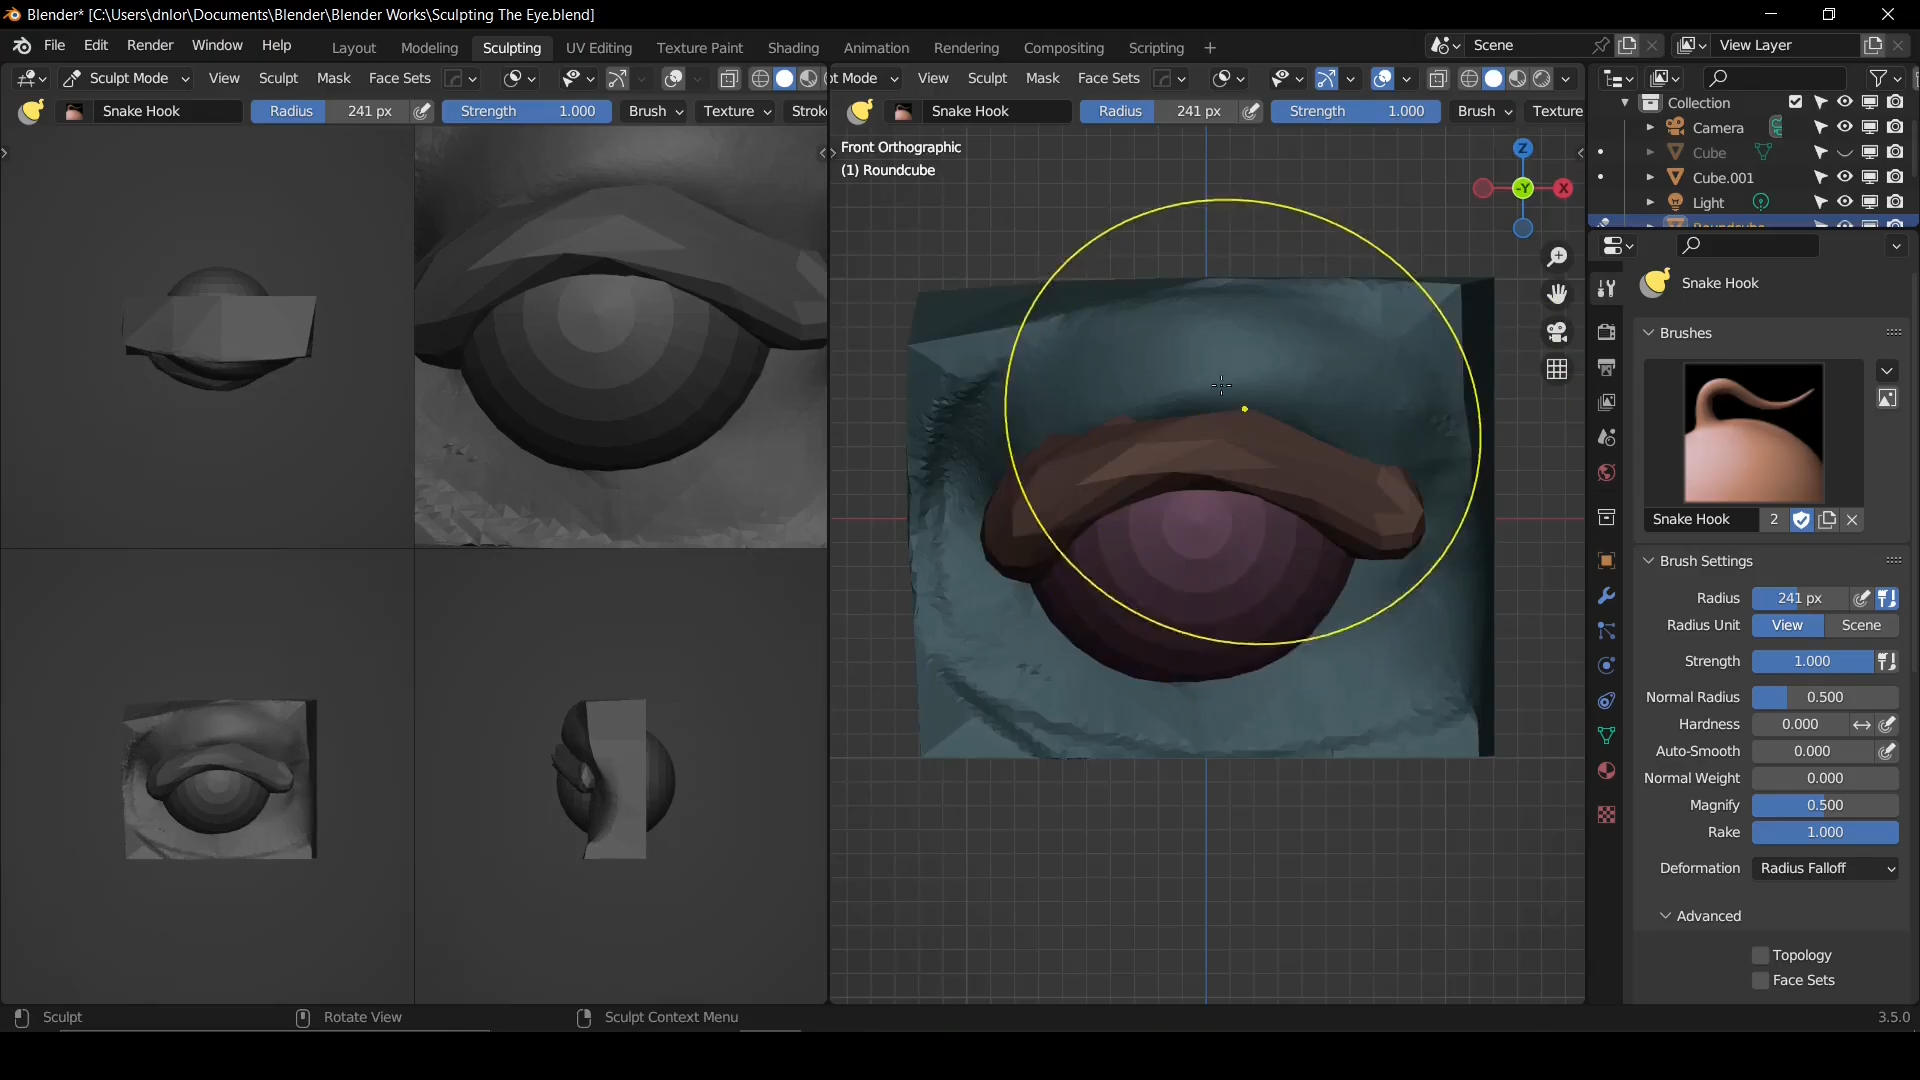 Blender* [C:\Users\dnlor\Documents\Blender\Blender Works\Sculpting The Eye.blend]
File Edit Render Window Help Layout Modeling Sculpting UV Editing Texture Paint Shading Animation Rendering Compositing Scripting + Scene View Layer
Sculpt Mode View Sculpt Mask Face Sets
Snake Hook Radius 241 px Strength 1.000 Brush Texture Strok
t Mode View Sculpt Mask Face Sets
Snake Hook Radius 241 px Strength 1.000 Brush Texture
Front Orthographic
(1) Roundcube
Z
-Y X
Collection
Camera
Cube
Cube.001
Light
Roundcube
Snake Hook
Brushes
Snake Hook 2
Brush Settings
Radius 241 px
Radius Unit View Scene
Strength 1.000
Normal Radius 0.500
Hardness 0.000
Auto-Smooth 0.000
Normal Weight 0.000
Magnify 0.500
Rake 1.000
Deformation Radius Falloff
Advanced
Topology
Face Sets
Sculpt Rotate View Sculpt Context Menu 3.5.0